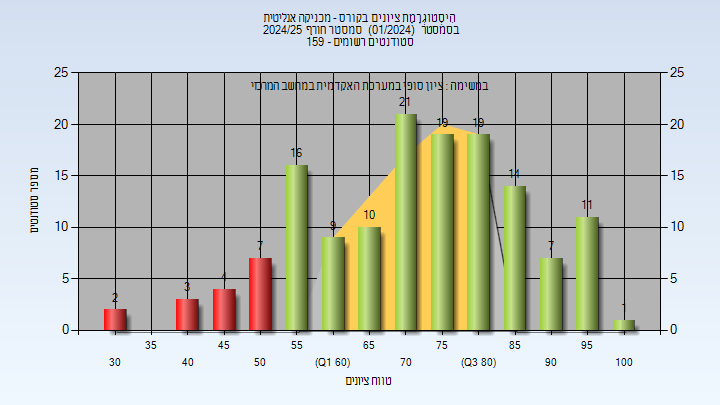 היסטוגרמת ציונים בקורס - מכניקה אנליטית
בסמסטר (01/2024) סמסטר חורף 2024/25
סטודנטים רשומים - 159
במשימה : ציון סופי במערכת האקדמית במחשב המרכזי
מספר סטודנטים
25 25
20 20
15 15
10 10
5 5
0 0
2 3 4 7 16 9 10 21 19 19 14 7 11 1
35 45 55 65 75 85 95
30 40 50 (Q1 60) 70 (Q3 80) 90 100
טווח ציונים